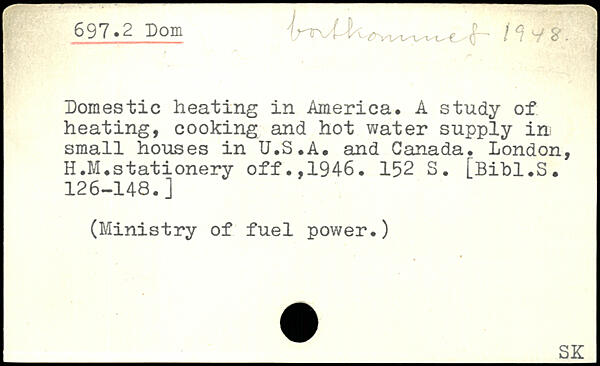 697.2 Dom
bortkommet 1948.
Domestic heating in America. A study of
heating, cooking and hot water supply in
small houses in U.S.A. and Canada. London,
H.M.stationery off.,1946. 152 S. [Bibl.S.
126-148.]
(Ministry of fuel power.)
SK